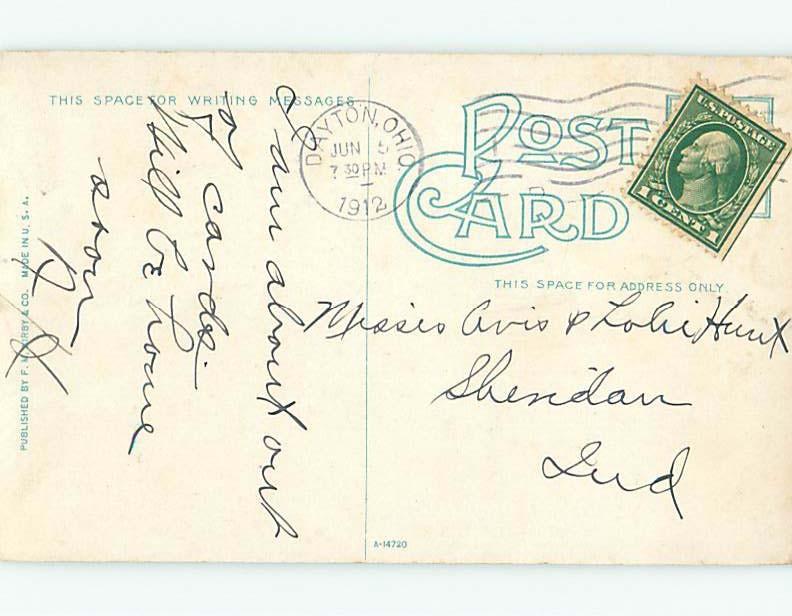 THIS SPACE FOR WRITING MESSAGES
POST
CARD
U.S. POSTAGE
1 CENT
DAYTON, OHIO
JUN 5
7 30 PM
1912
THIS SPACE FOR ADDRESS ONLY.
I am about out
of cards.
Will be home
soon
Misses Avis & Lolie Hunt
Sheridan
Ind
PUBLISHED BY F. M. KIRBY & CO. MADE IN U. S. A.
A-14720